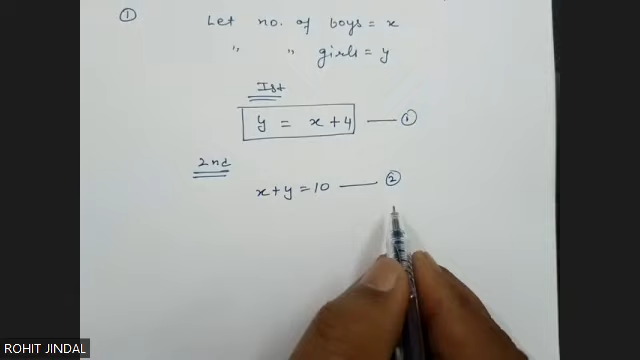 ① Let no. of boys = x
" " girls = y
Ist
y = x + 4 —— ①
2nd
x + y = 10 —— ②
ROHIT JINDAL